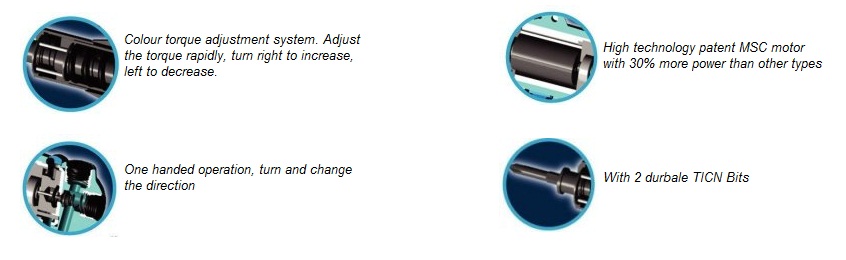 Colour torque adjustment system. Adjust
the torque rapidly, turn right to increase,
left to decrease.
High technology patent MSC motor
with 30% more power than other types
One handed operation, turn and change
the direction
With 2 durbale TICN Bits